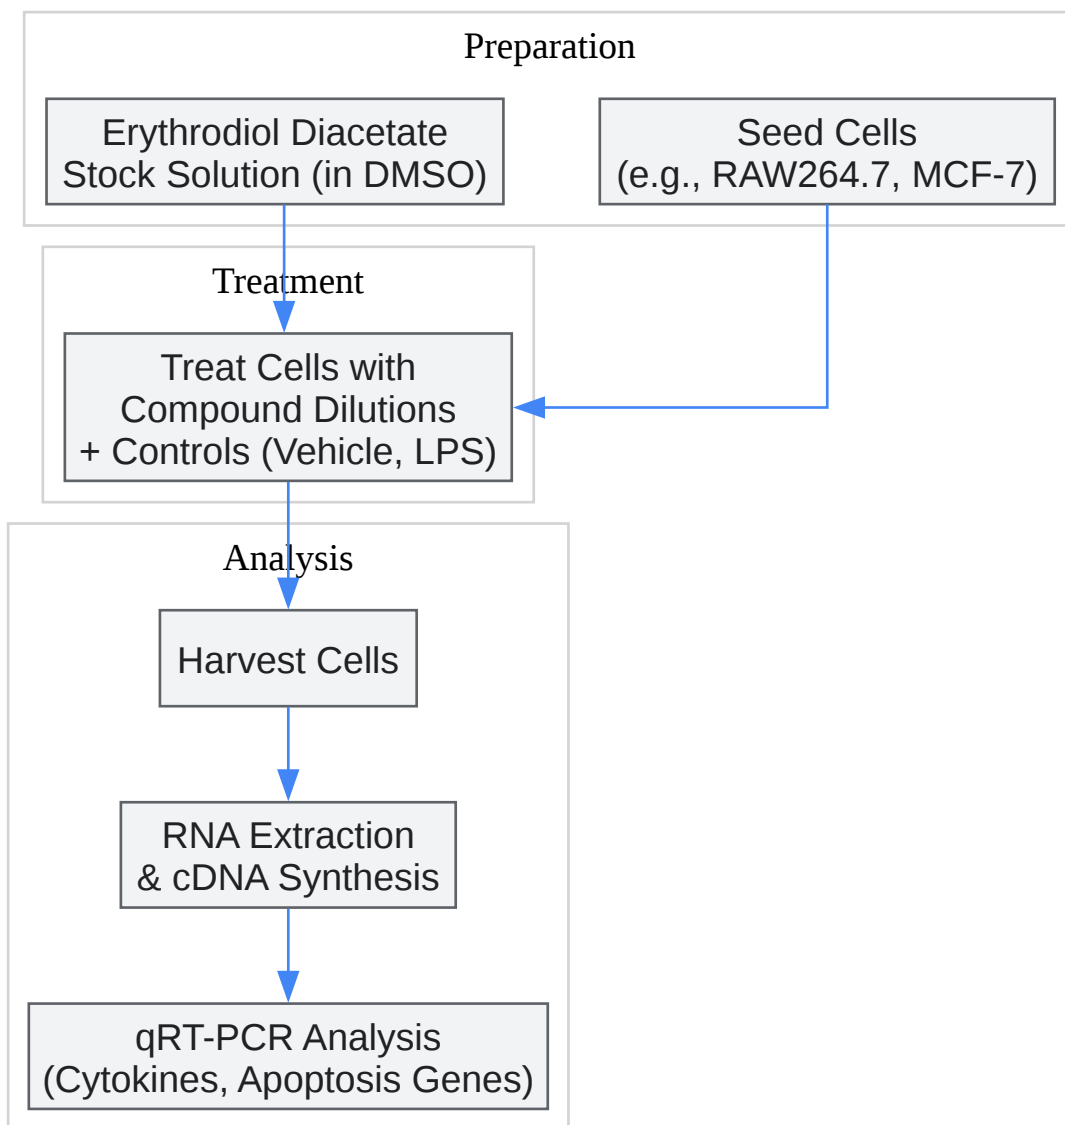 Preparation
Erythrodiol Diacetate
Stock Solution (in DMSO)
Seed Cells
(e.g., RAW264.7, MCF-7)
Treatment
Treat Cells with
Compound Dilutions
+ Controls (Vehicle, LPS)
Analysis
Harvest Cells
RNA Extraction
& cDNA Synthesis
qRT-PCR Analysis
(Cytokines, Apoptosis Genes)